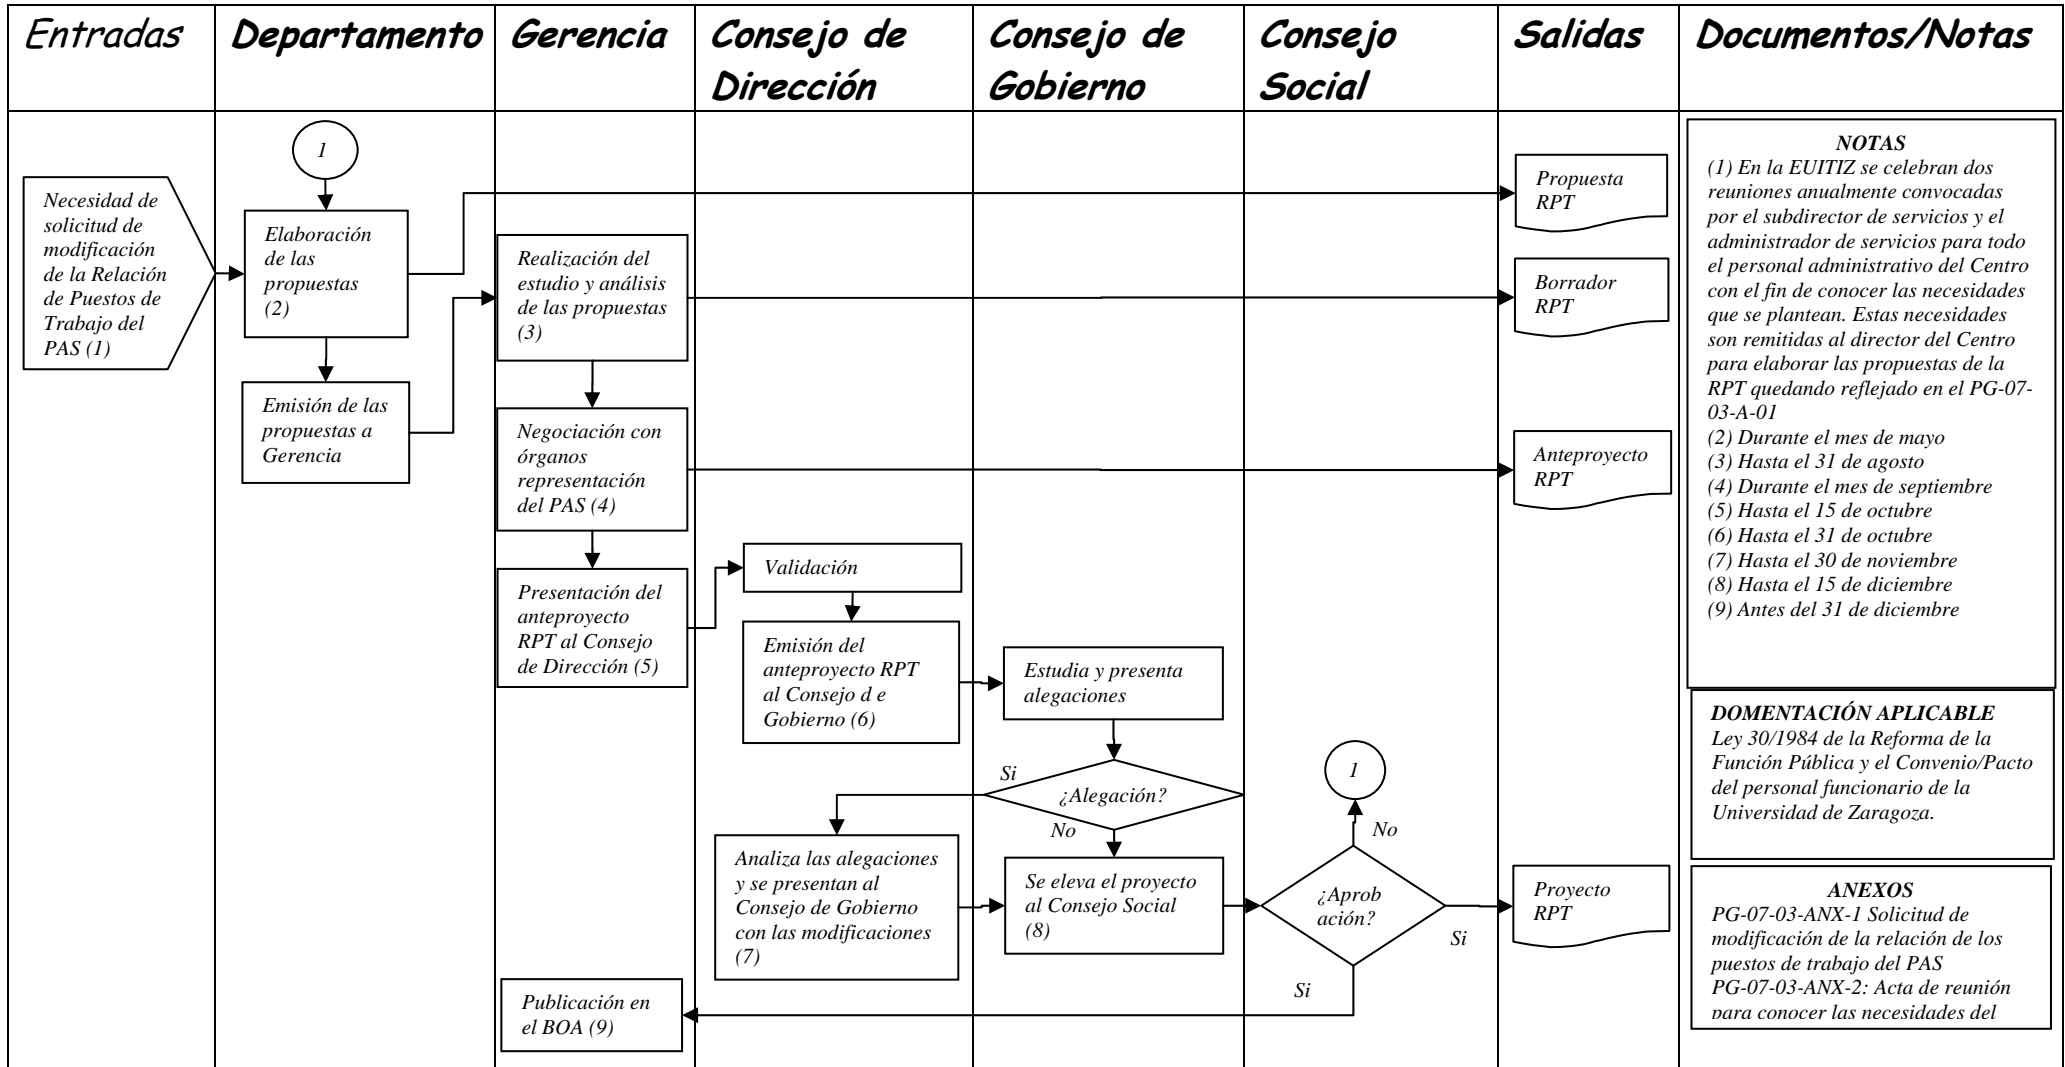 Entradas
Departamento
Gerencia
Consejo de
Dirección
Consejo de
Gobierno
Consejo
Social
Salidas
Documentos/Notas
Necesidad de
solicitud de
modificación
de la Relación
de Puestos de
Trabajo del
PAS (1)
1
Elaboración
de las
propuestas
(2)
Emisión de las
propuestas a
Gerencia
Realización del
estudio y análisis
de las propuestas
(3)
Negociación con
órganos
representación
del PAS (4)
Presentación del
anteproyecto
RPT al Consejo
de Dirección (5)
Publicación en
el BOA (9)
Validación
Emisión del
anteproyecto RPT
al Consejo d e
Gobierno (6)
Analiza las alegaciones
y se presentan al
Consejo de Gobierno
con las modificaciones
(7)
Estudia y presenta
alegaciones
Si
¿Alegación?
No
Se eleva el proyecto
al Consejo Social
(8)
1
No
¿Aprob
ación?
Si
Si
Propuesta
RPT
Borrador
RPT
Anteproyecto
RPT
Proyecto
RPT
NOTAS
(1) En la EUITIZ se celebran dos
reuniones anualmente convocadas
por el subdirector de servicios y el
administrador de servicios para todo
el personal administrativo del Centro
con el fin de conocer las necesidades
que se plantean. Estas necesidades
son remitidas al director del Centro
para elaborar las propuestas de la
RPT quedando reflejado en el PG-07-
03-A-01
(2) Durante el mes de mayo
(3) Hasta el 31 de agosto
(4) Durante el mes de septiembre
(5) Hasta el 15 de octubre
(6) Hasta el 31 de octubre
(7) Hasta el 30 de noviembre
(8) Hasta el 15 de diciembre
(9) Antes del 31 de diciembre
DOMENTACIÓN APLICABLE
Ley 30/1984 de la Reforma de la
Función Pública y el Convenio/Pacto
del personal funcionario de la
Universidad de Zaragoza.
ANEXOS
PG-07-03-ANX-1 Solicitud de
modificación de la relación de los
puestos de trabajo del PAS
PG-07-03-ANX-2: Acta de reunión
para conocer las necesidades del